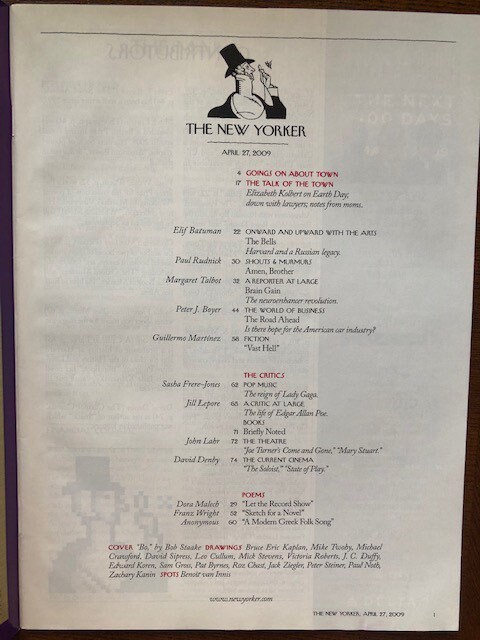 THE NEW YORKER
APRIL 27, 2009
4 GOINGS ON ABOUT TOWN
17 THE TALK OF THE TOWN
Elizabeth Kolbert on Earth Day;
down with lawyers; notes from moms.
Elif Batuman 22 ONWARD AND UPWARD WITH THE ARTS
The Bells
Harvard and a Russian legacy.
Paul Rudnick 30 SHOUTS & MURMURS
Amen, Brother
Margaret Talbot 32 A REPORTER AT LARGE
Brain Gain
The neuroenhancer revolution.
Peter J. Boyer 44 THE WORLD OF BUSINESS
The Road Ahead
Is there hope for the American car industry?
Guillermo Martínez 56 FICTION
"Vast Hell"
THE CRITICS
Sasha Frere-Jones 62 POP MUSIC
The reign of Lady Gaga.
Jill Lepore 65 A CRITIC AT LARGE
The life of Edgar Allan Poe.
BOOKS
71 Briefly Noted
John Lahr 72 THE THEATRE
"Joe Turner's Come and Gone," "Mary Stuart."
David Denby 74 THE CURRENT CINEMA
"The Soloist," "State of Play."
POEMS
Dora Malech 29 "Let the Record Show"
Franz Wright 52 "Sketch for a Novel"
Anonymous 60 "A Modern Greek Folk Song"
COVER "Bo," by Bob Staake DRAWINGS Bruce Eric Kaplan, Mike Twohy, Michael
Crawford, David Sipress, Leo Cullum, Mick Stevens, Victoria Roberts, J. C. Duffy,
Edward Koren, Sam Gross, Pat Byrnes, Roz Chast, Jack Ziegler, Peter Steiner, Paul Noth,
Zachary Kanin SPOTS Benoît van Innis
www.newyorker.com
THE NEW YORKER, APRIL 27, 2009 1